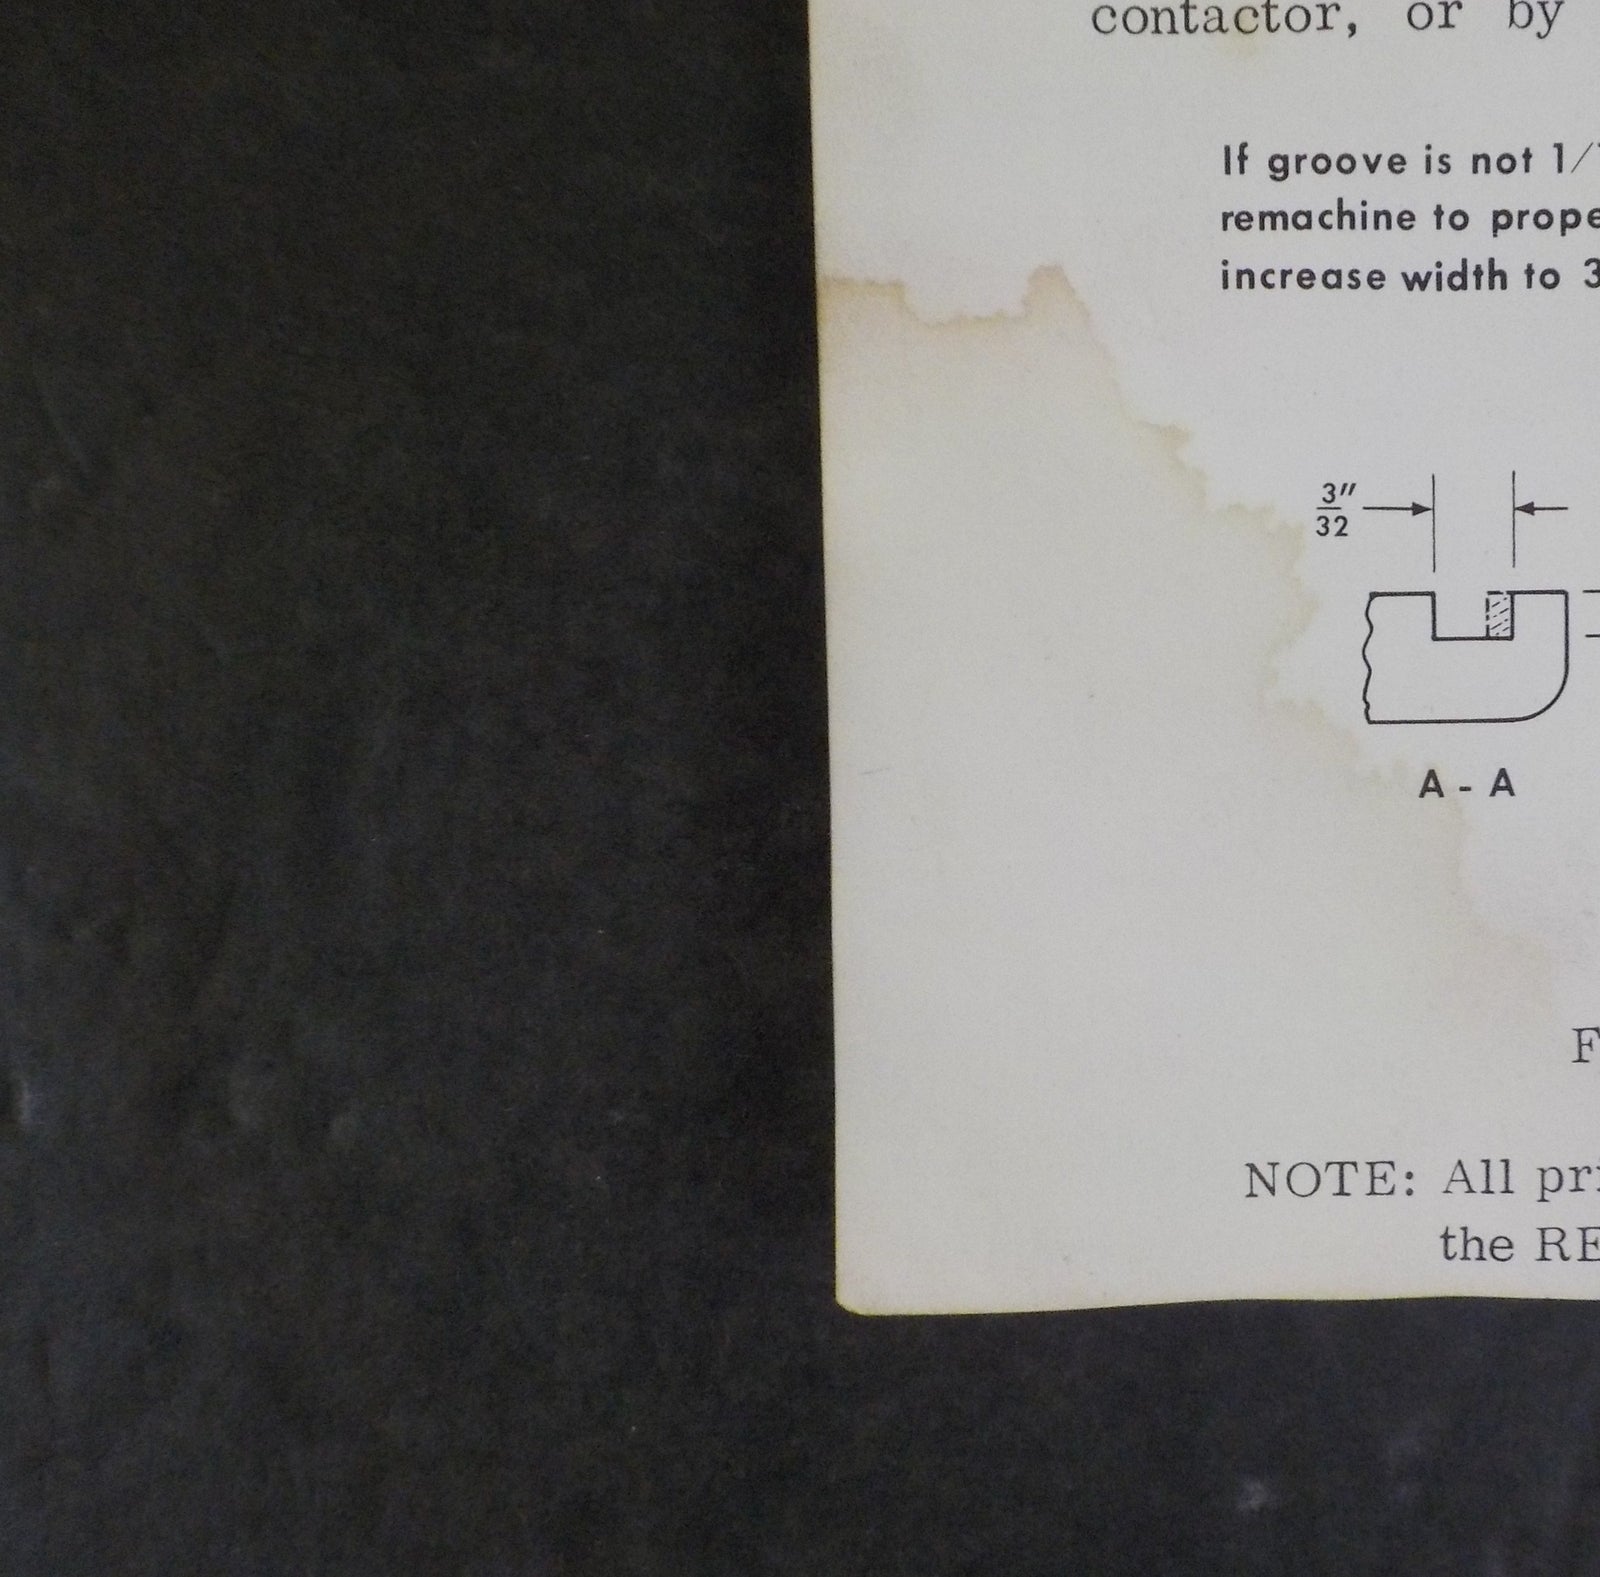 contactor, or by
If groove is not 1/
remachine to prope
increase width to 3
3"
32
A - A
F
NOTE: All pri
the RE